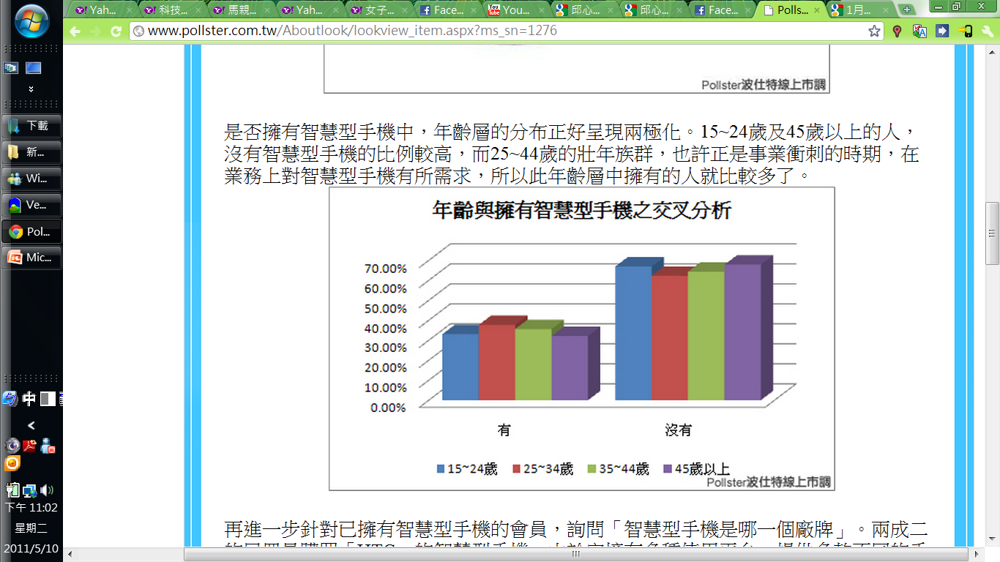 Yah...
科技...
馬親...
Yah...
女子...
Face...
You...
邱心...
邱心...
Face...
Polls...
1月...
www.pollster.com.tw/Aboutlook/lookview_item.aspx?ms_sn=1276
下載
新...
Wi...
Ve...
Pol...
Mic...
中
下午 11:02
星期二
2011/5/10
Pollster波仕特線上市調
是否擁有智慧型手機中，年齡層的分布正好呈現兩極化。15~24歲及45歲以上的人，
沒有智慧型手機的比例較高，而25~44歲的壯年族群，也許正是事業衝刺的時期，在
業務上對智慧型手機有所需求，所以此年齡層中擁有的人就比較多了。
年齡與擁有智慧型手機之交叉分析
70.00%
60.00%
50.00%
40.00%
30.00%
20.00%
10.00%
0.00%
有 沒有
15~24歲 25~34歲 35~44歲 45歲以上
Pollster波仕特線上市調
再進一步針對已擁有智慧型手機的會員，詢問「智慧型手機是哪一個廠牌」。兩成二